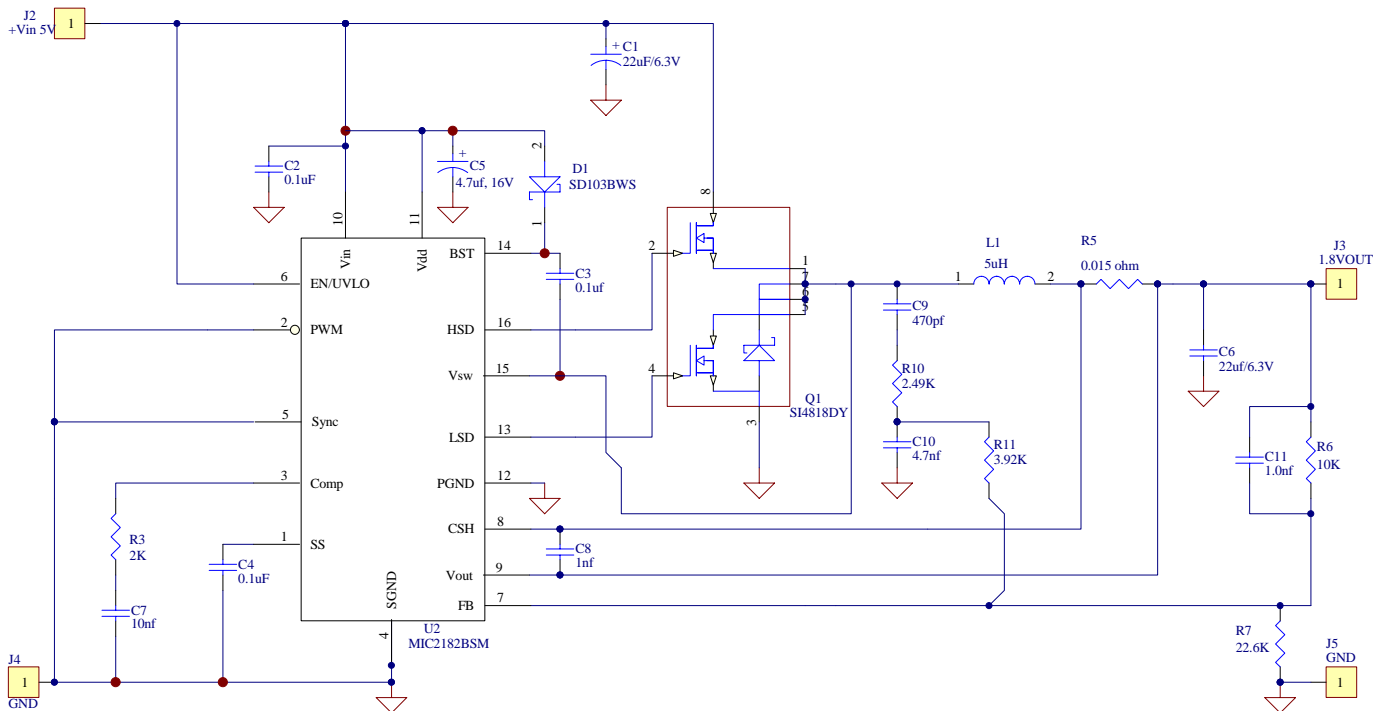 J2
+Vin 5V
1
C1
+
22uF/6.3V
C2
0.1uF
+
C5
4.7uf, 16V
2
D1
SD103BWS
1
8
10
11
Vin
Vdd
14
BST
6
EN/UVLO
C3
0.1uf
2
PWM
16
HSD
15
Vsw
5
Sync
13
LSD
3
Comp
12
PGND
1
SS
8
CSH
9
Vout
7
FB
SGND
4
U2
MIC2182BSM
R3
2K
C7
10nf
C4
0.1uF
C8
1nf
J4
1
GND
2
4
1
7
6
5
3
Q1
SI4818DY
C9
470pf
R10
2.49K
C10
4.7nf
R11
3.92K
L1
1
5uH
2
R5
0.015 ohm
J3
1.8VOUT
1
C6
22uf/6.3V
C11
1.0nf
R6
10K
R7
22.6K
J5
GND
1